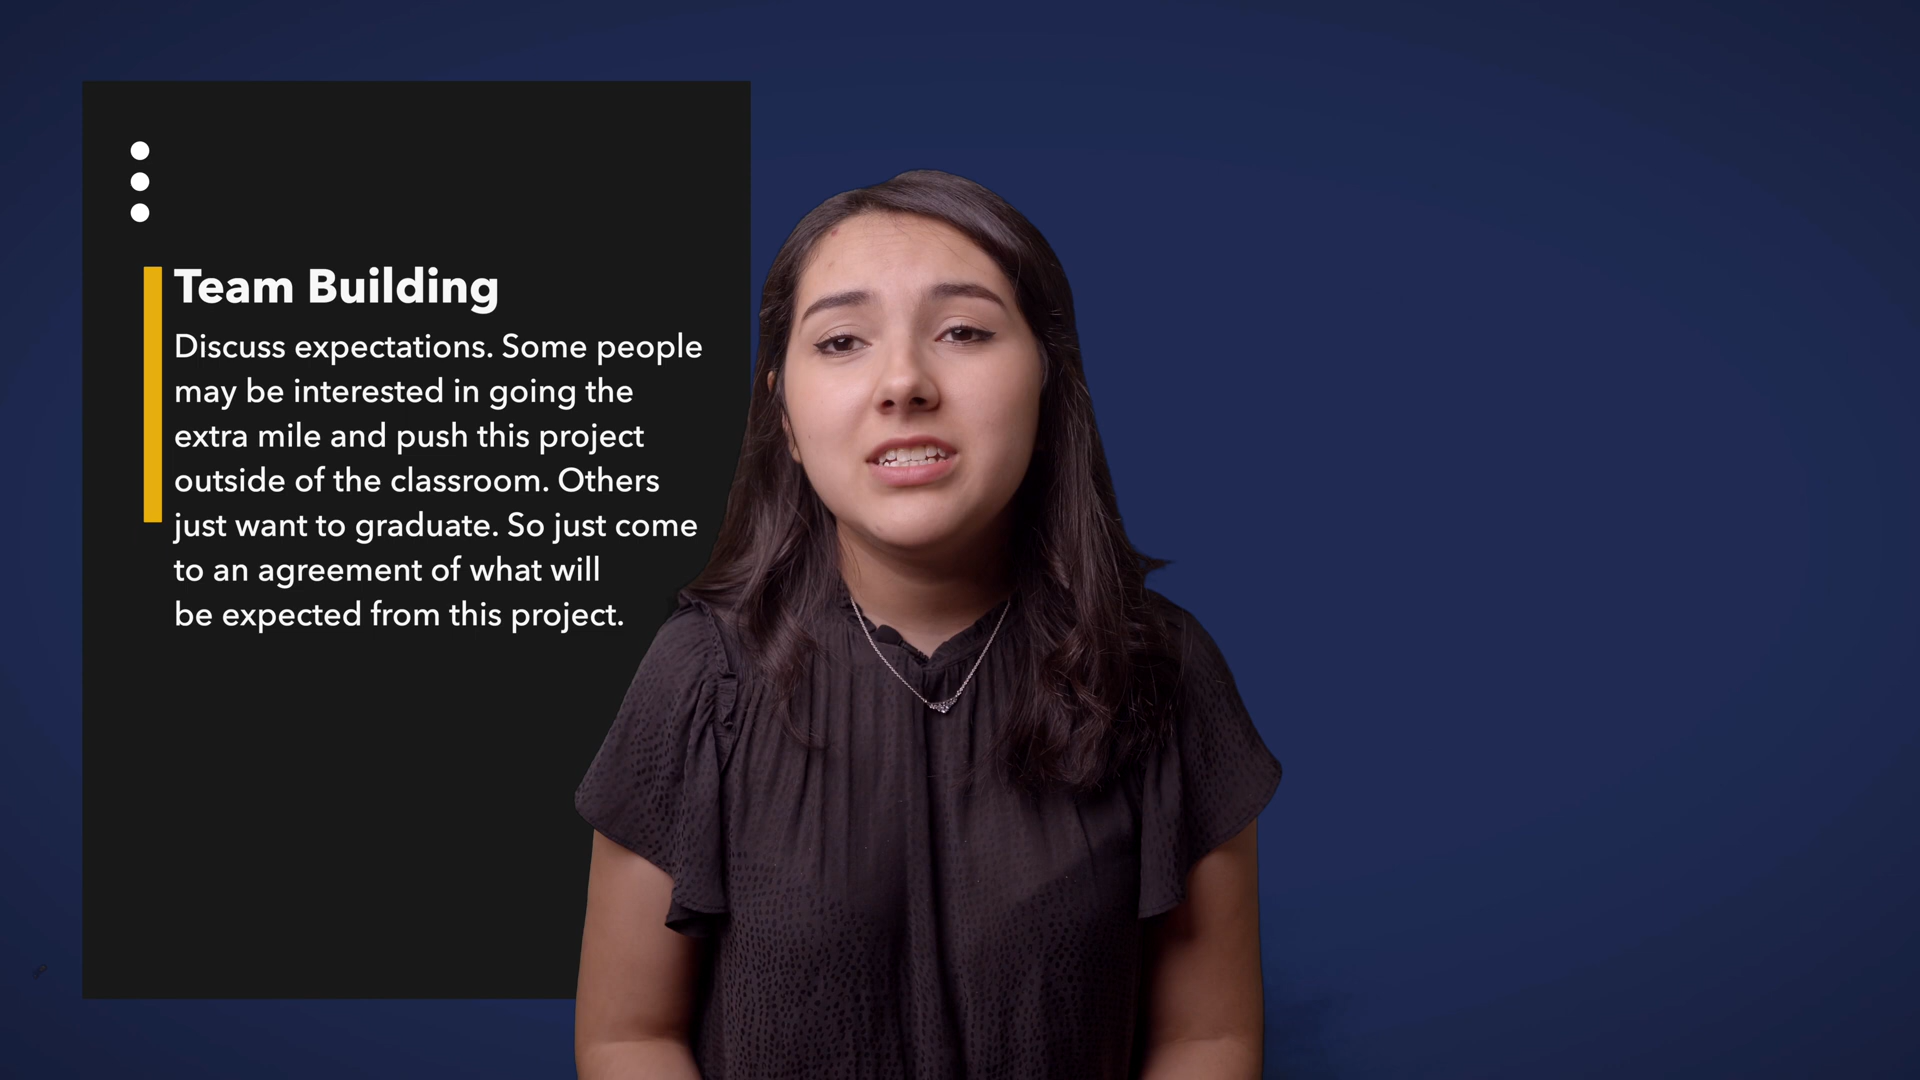 Team Building
Discuss expectations. Some people
may be interested in going the
extra mile and push this project
outside of the classroom. Others
just want to graduate. So just come
to an agreement of what will
be expected from this project.